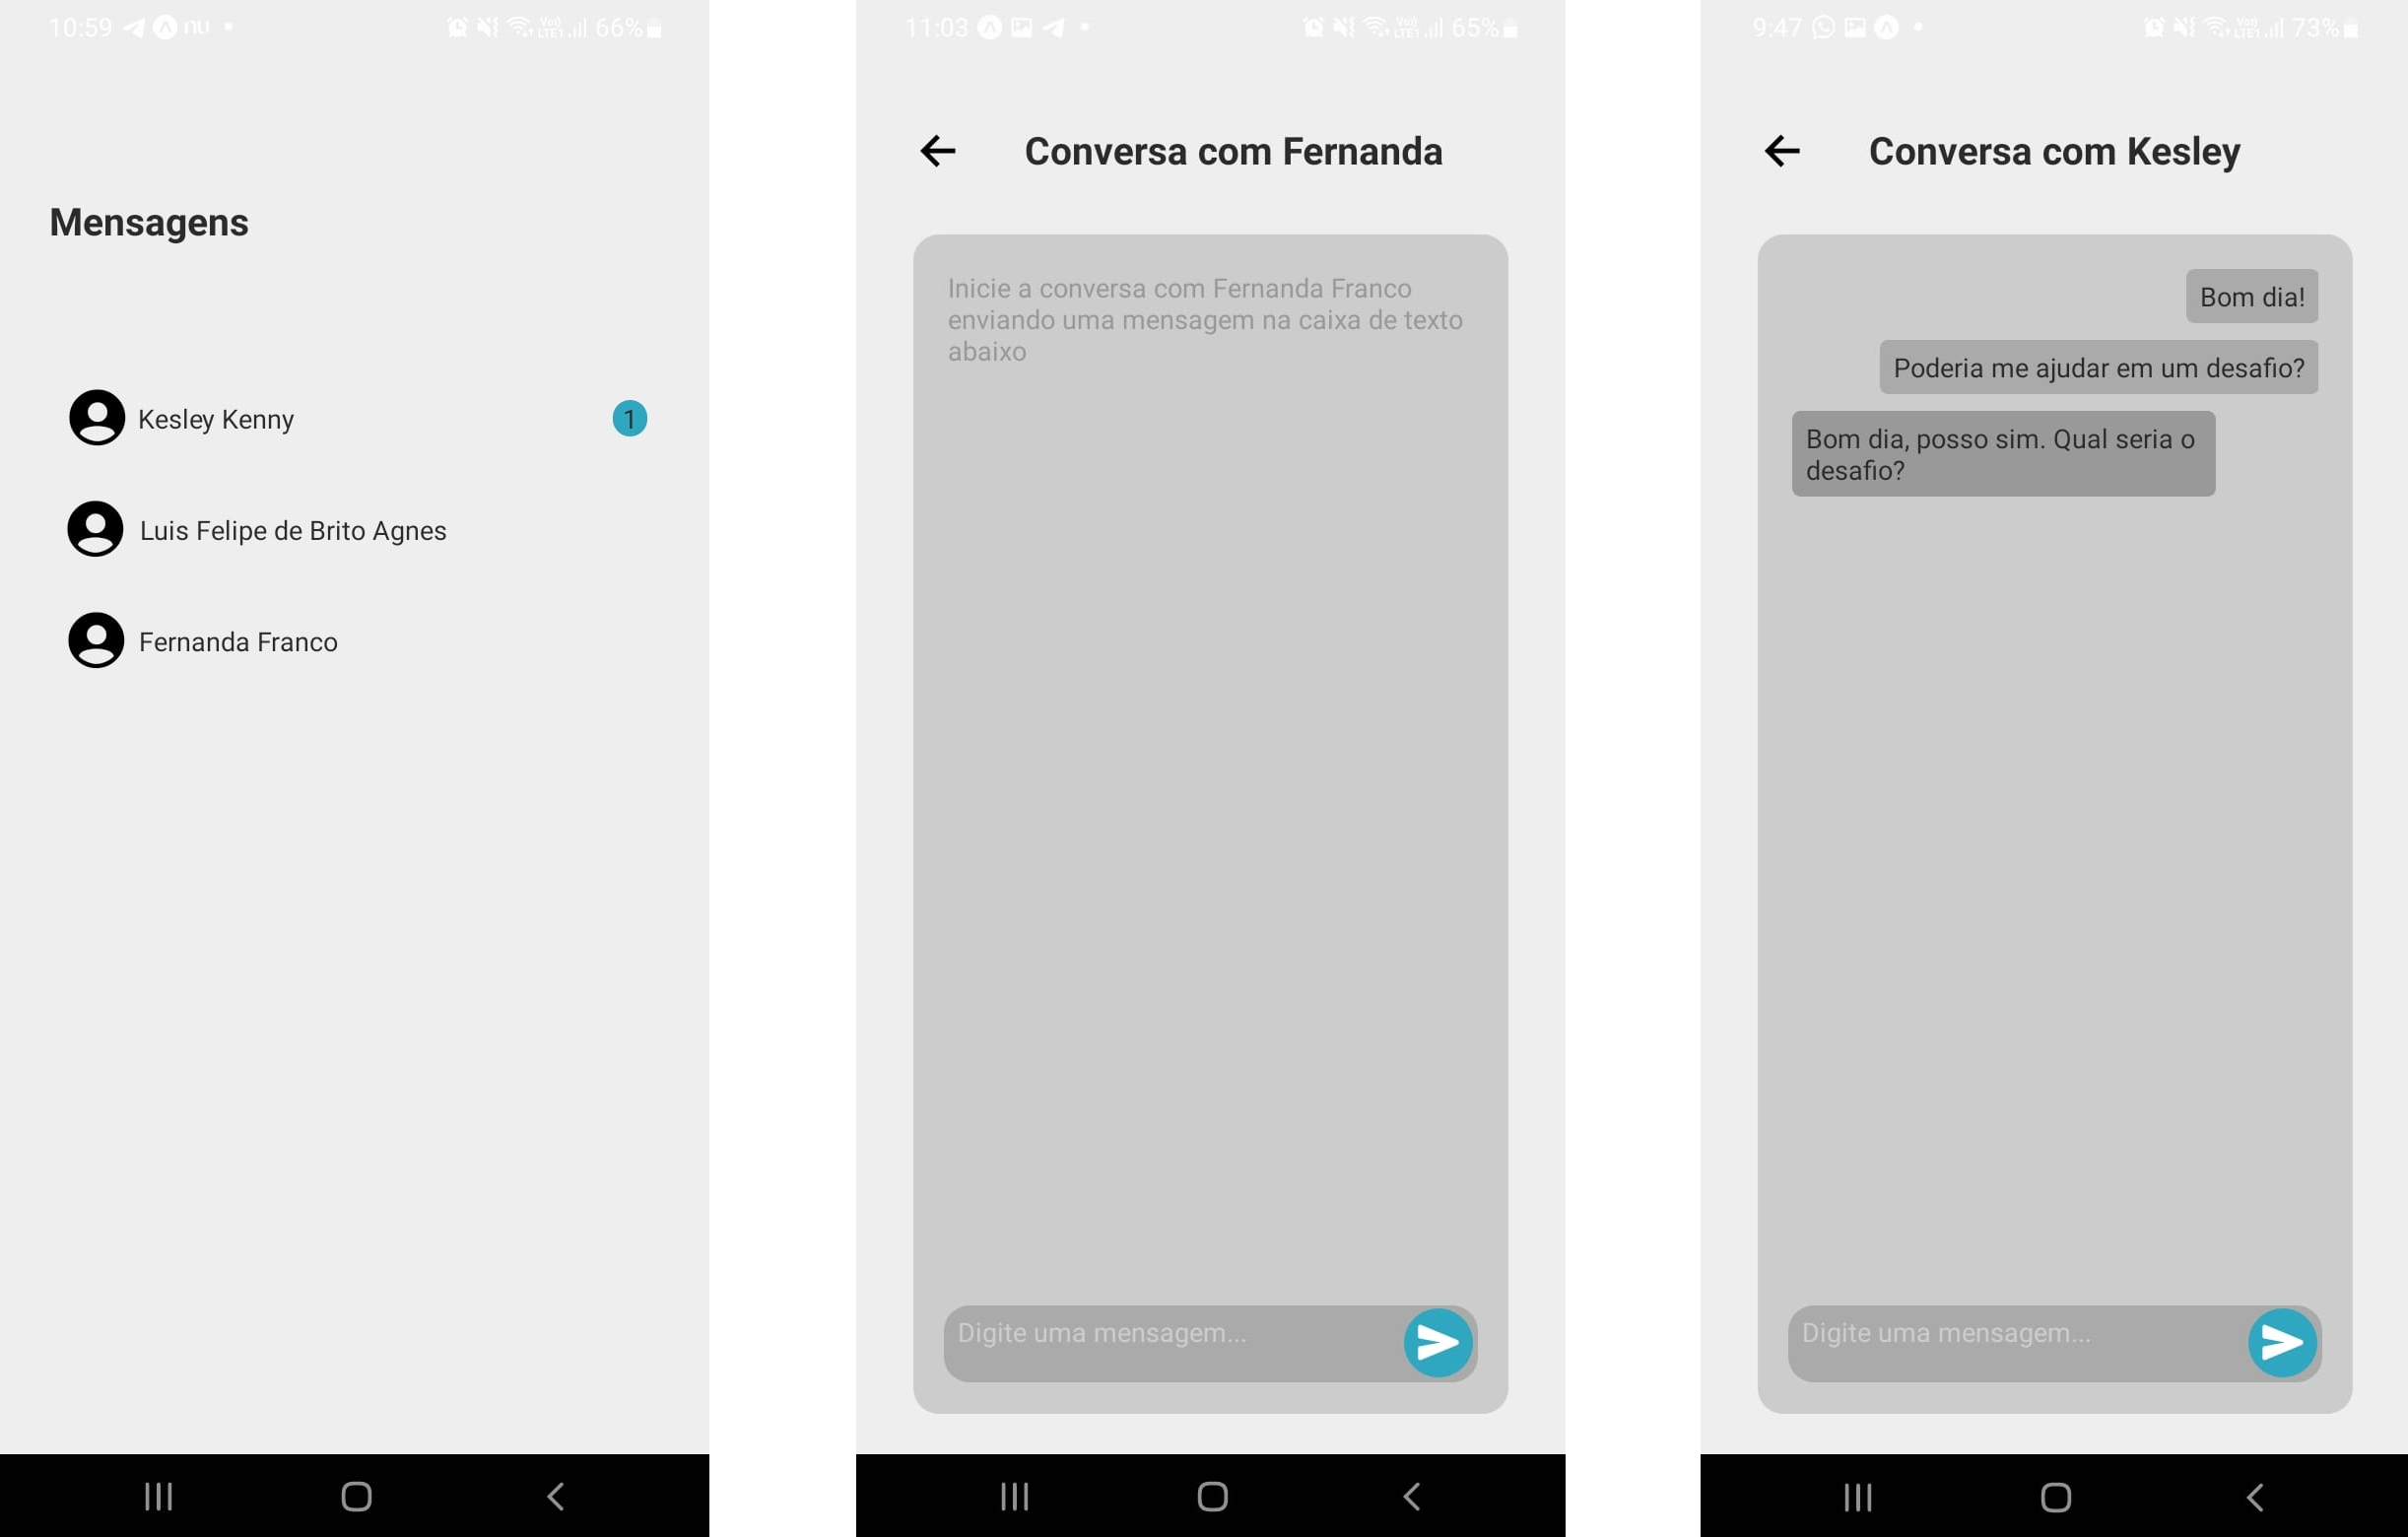 10:59 nu 66%
Mensagens
Kesley Kenny 1
Luis Felipe de Brito Agnes
Fernanda Franco
11:03 65%
Conversa com Fernanda
Inicie a conversa com Fernanda Franco
enviando uma mensagem na caixa de texto
abaixo
Digite uma mensagem...
9:47 73%
Conversa com Kesley
Bom dia!
Poderia me ajudar em um desafio?
Bom dia, posso sim. Qual seria o
desafio?
Digite uma mensagem...